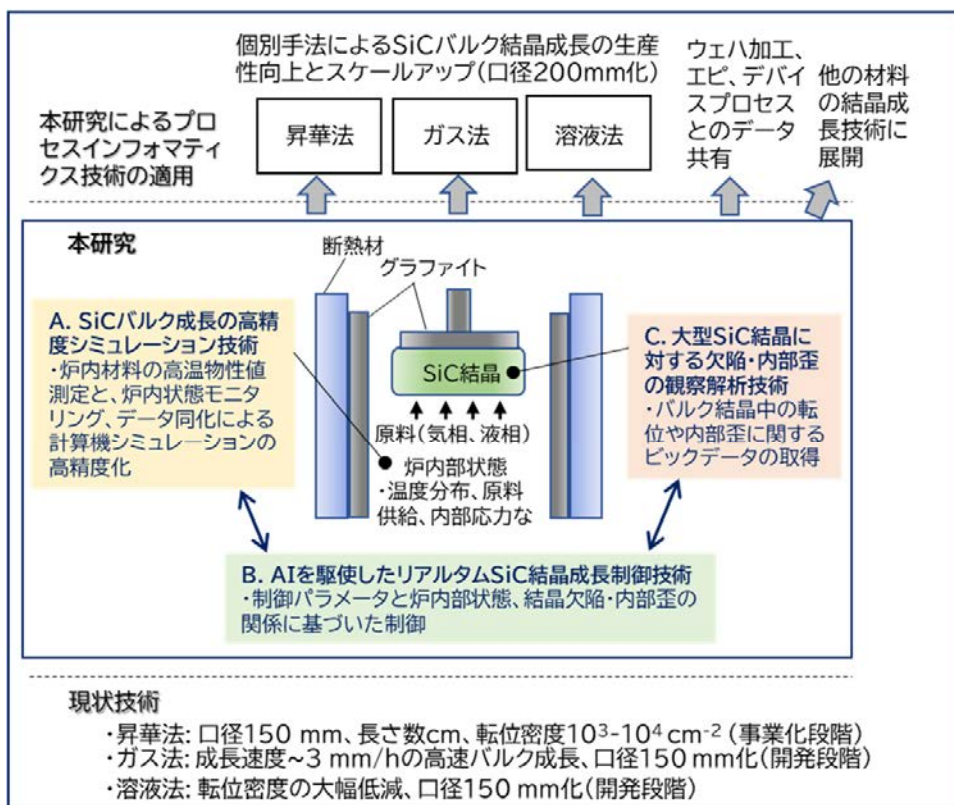 個別手法によるSiCバルク結晶成長の生産
性向上とスケールアップ(口径200mm化)
ウェハ加工、
エピ、デバイ
スプロセス
とのデータ
共有
他の材料
の結晶成
長技術に
展開
本研究によるプロ
セスインフォマティ
クス技術の適用
昇華法
ガス法
溶液法
本研究
断熱材
グラファイト
A. SiCバルク成長の高精
度シミュレーション技術
・炉内材料の高温物性値
測定と、炉内状態モニタ
リング、データ同化による
計算機シミュレーションの
高精度化
SiC結晶
原料(気相、液相)
炉内部状態
・温度分布、原料
供給、内部応力な
C. 大型SiC結晶に
対する欠陥・内部歪
の観察解析技術
・バルク結晶中の転
位や内部歪に関する
ビックデータの取得
B. AIを駆使したリアルタムSiC結晶成長制御技術
・制御パラメータと炉内部状態、結晶欠陥・内部歪の
関係に基づいた制御
現状技術
・昇華法: 口径150 mm、長さ数cm、転位密度10³-10⁴ cm⁻² (事業化段階)
・ガス法: 成長速度~3 mm/hの高速バルク成長、口径150 mm化(開発段階)
・溶液法: 転位密度の大幅低減、口径150 mm化(開発段階)